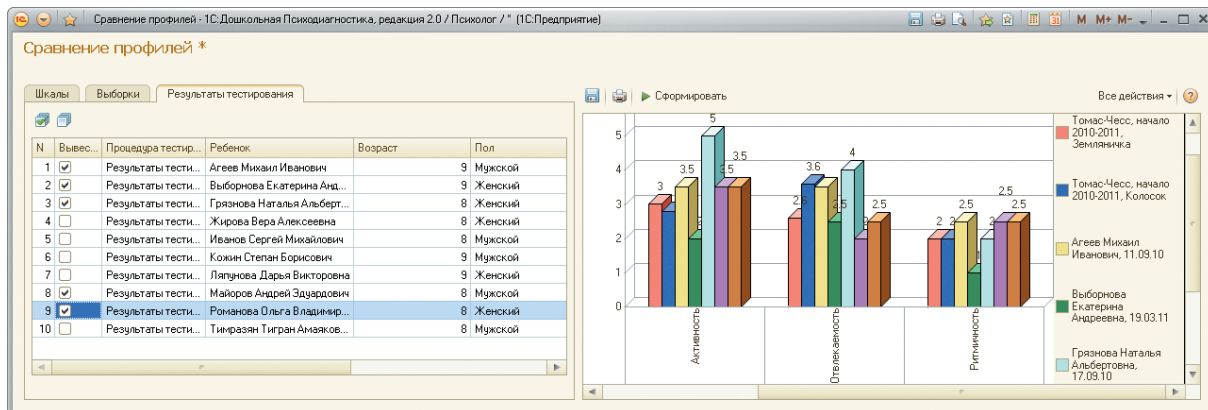 Сравнение профилей - 1С:Дошкольная Психодиагностика, редакция 2.0 / Психолог / " (1С:Предприятие)
M M+ M-
Сравнение профилей *
Шкалы Выборки Результаты тестирования
N Вывес... Процедура тестир... Ребенок Возраст Пол
1 Результаты тести... Агеев Михаил Иванович 9 Мужской
2 Результаты тести... Выборнова Екатерина Анд... 9 Женский
3 Результаты тести... Грязнова Наталья Альберт... 8 Женский
4 Результаты тести... Жирова Вера Алексеевна 8 Женский
5 Результаты тести... Иванов Сергей Михайлович 8 Мужской
6 Результаты тести... Кожин Степан Борисович 9 Мужской
7 Результаты тести... Ляпунова Дарья Викторовна 9 Женский
8 Результаты тести... Майоров Андрей Эдуардович 8 Мужской
9 Результаты тести... Романова Ольга Владимир... 8 Женский
10 Результаты тести... Тимразян Тигран Амаяков... 8 Мужской
Сформировать Все действия
5
4
3
2
1
0
3 3.5 2 5 3.5 3.5
2.6 3.6 2.5 4 2 2.5
2 2 2.5 1 2 2.5 2.5
Активность
Отвлекаемость
Ритмичность
Томас-Чесс, начало
2010-2011,
Земляничка
Томас-Чесс, начало
2010-2011, Колосок
Агеев Михаил
Иванович, 11.09.10
Выборнова
Екатерина
Андреевна, 19.03.11
Грязнова Наталья
Альбертовна,
17.09.10